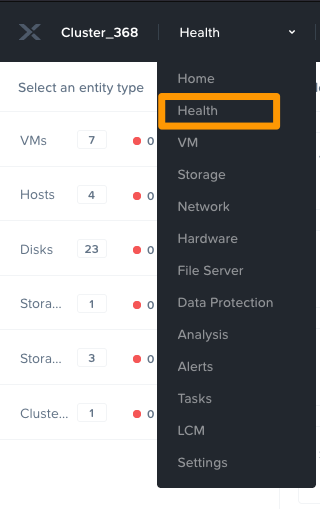 Cluster_368 Health
Select an entity type
VMs 7 0
Hosts 4 0
Disks 23 0
Stora... 1 0
Stora... 3 0
Cluste... 1 0
Home
Health
VM
Storage
Network
Hardware
File Server
Data Protection
Analysis
Alerts
Tasks
LCM
Settings